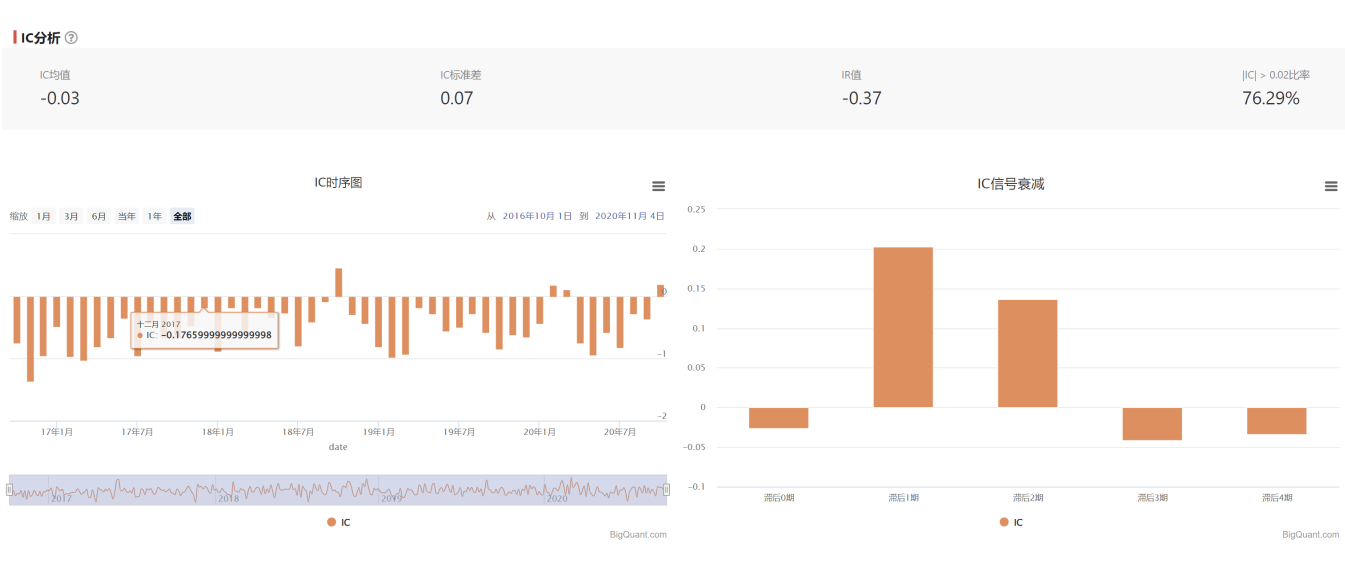 IC分析 ?
IC均值
-0.03
IC标准差
0.07
IR值
-0.37
|IC| > 0.02比率
76.29%
IC时序图
缩放 1月 3月 6月 当年 1年 全部
从 2016年10月 1日 到 2020年11月 4日
0
-1
-2
十二月 2017
IC: -0.17659999999999998
17年1月 17年7月 18年1月 18年7月 19年1月 19年7月 20年1月 20年7月
date
2017 2018 2019 2020
IC
BigQuant.com
IC信号衰减
0.25
0.2
0.15
0.1
0.05
0
-0.05
-0.1
滞后0期 滞后1期 滞后2期 滞后3期 滞后4期
IC
BigQuant.com